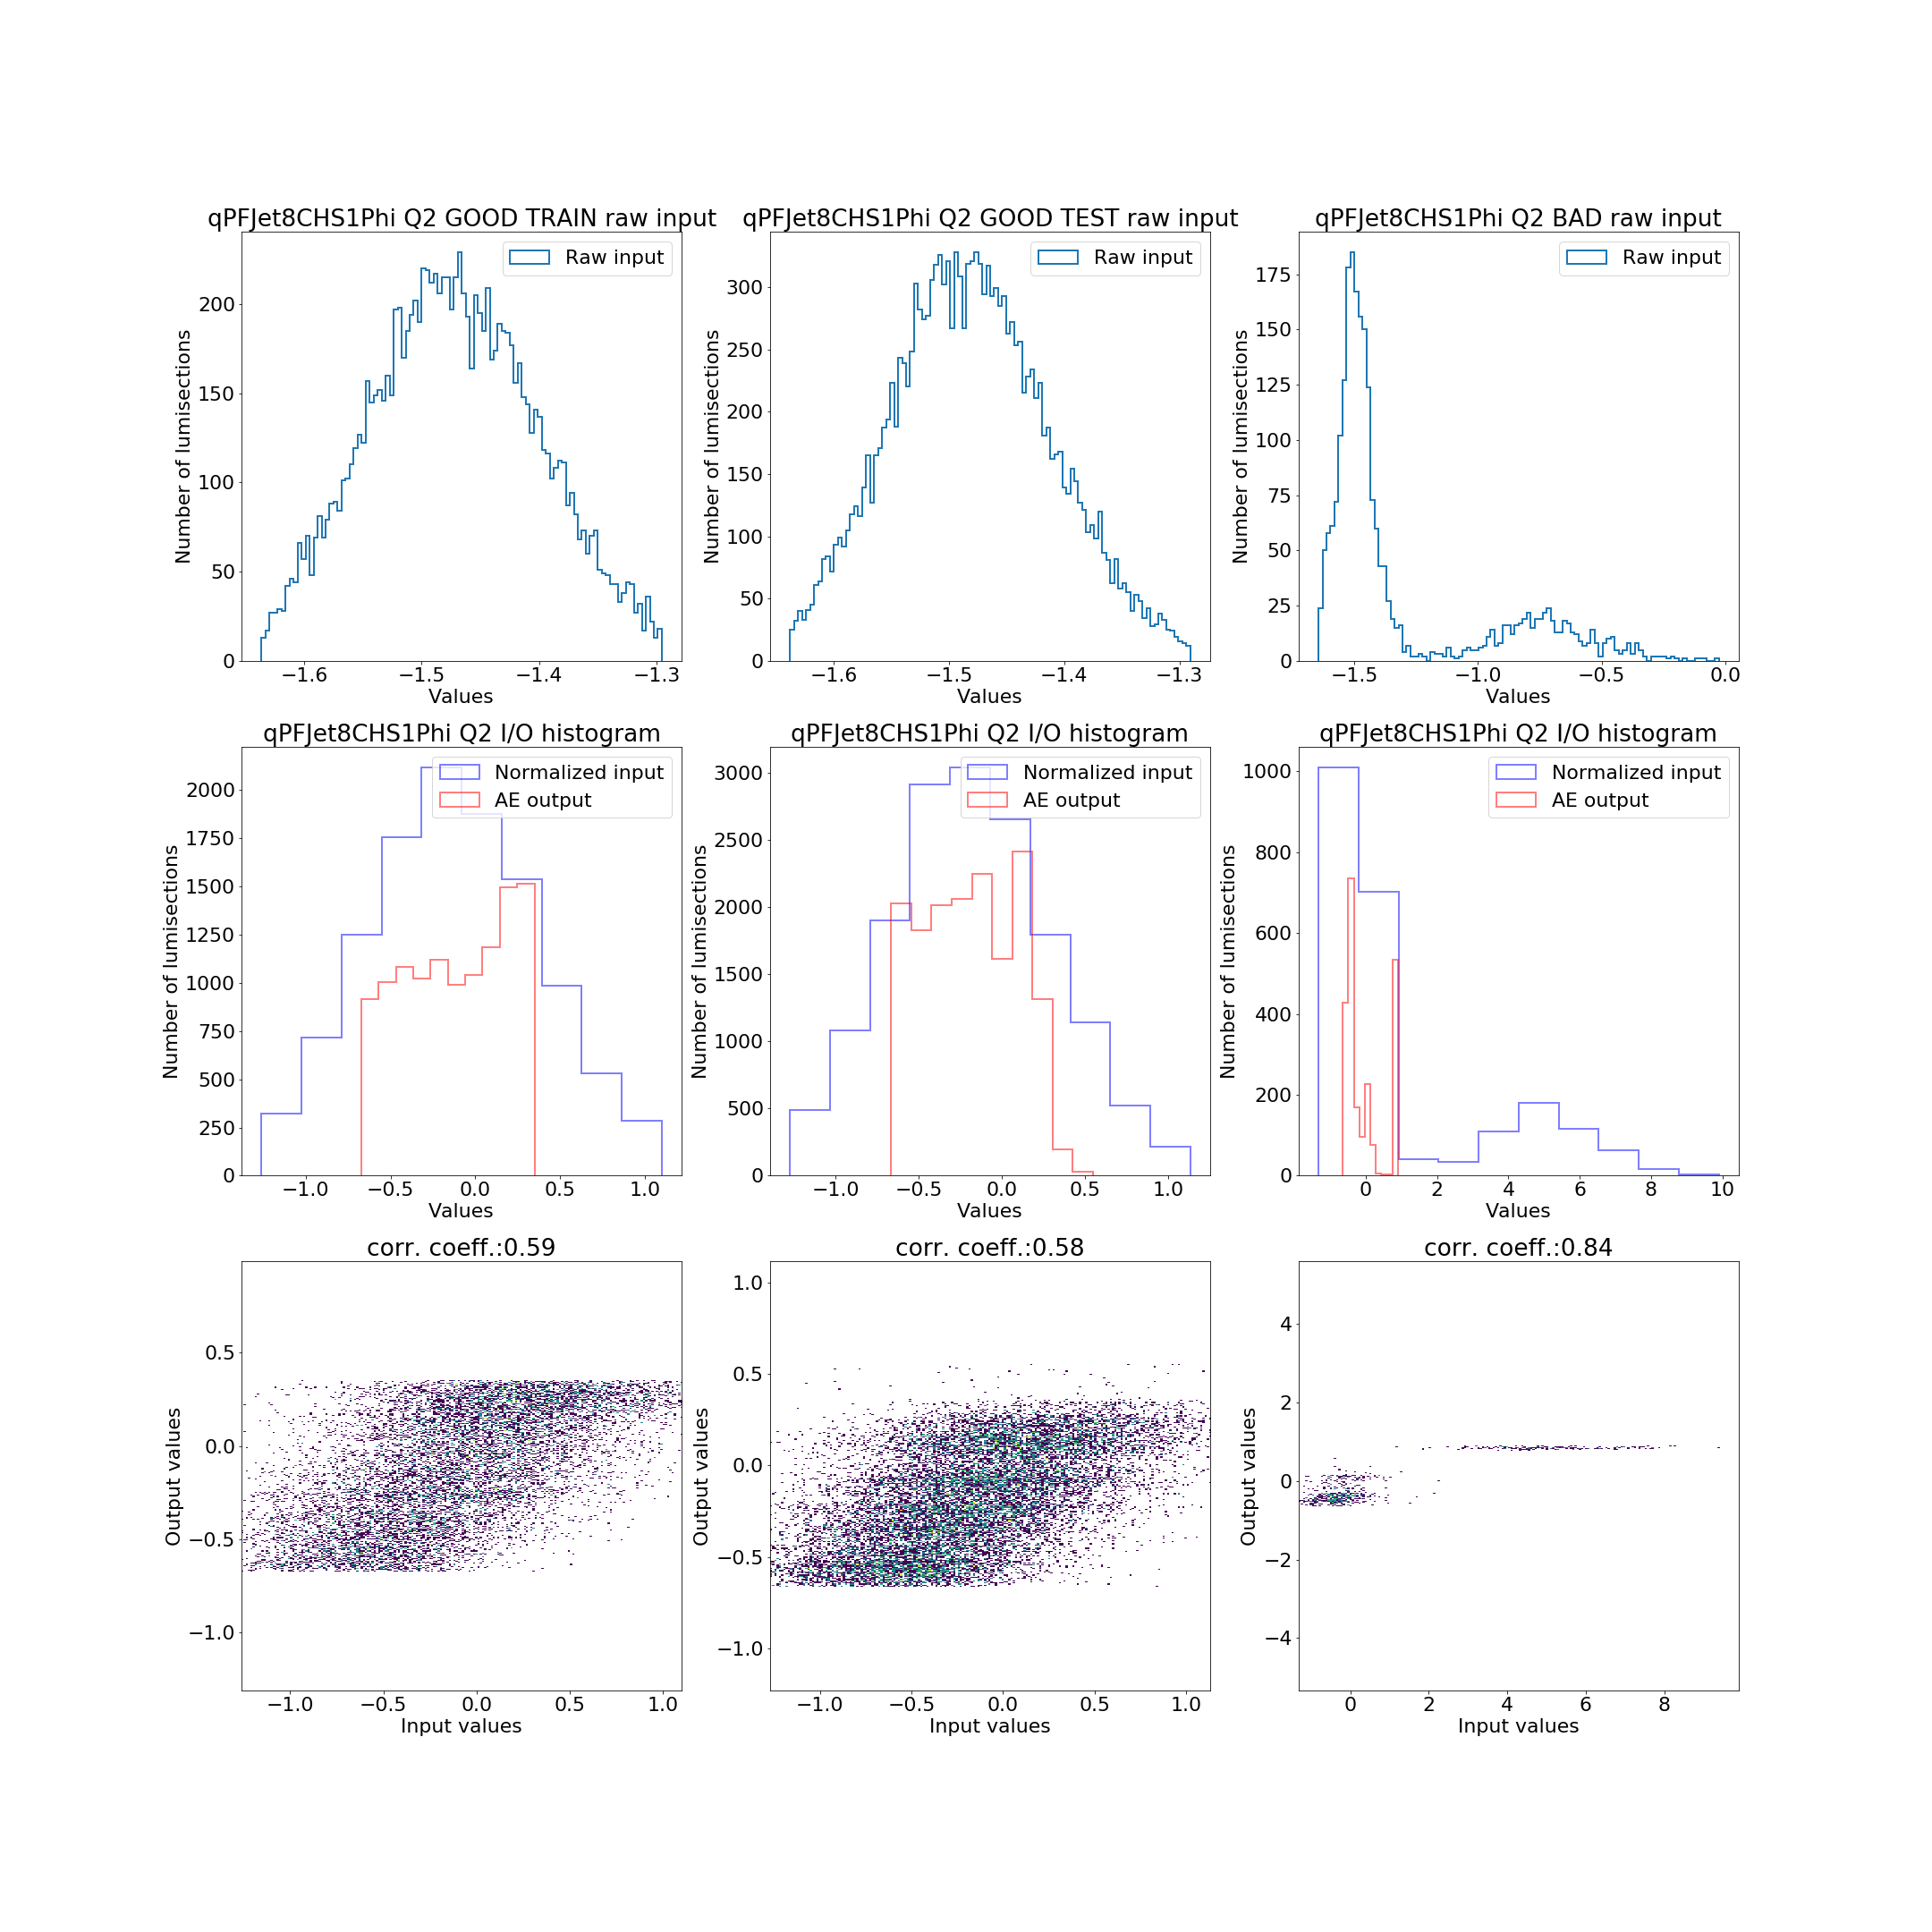 qPFJet8CHS1Phi Q2 GOOD TRAIN raw input
Raw input
Number of lumisections
200
150
100
50
0
−1.6 −1.5 −1.4 −1.3
Values
qPFJet8CHS1Phi Q2 GOOD TEST raw input
Raw input
Number of lumisections
300
250
200
150
100
50
0
−1.6 −1.5 −1.4 −1.3
Values
qPFJet8CHS1Phi Q2 BAD raw input
Raw input
Number of lumisections
175
150
125
100
75
50
25
0
−1.5 −1.0 −0.5 0.0
Values
qPFJet8CHS1Phi Q2 I/O histogram
Normalized input
AE output
Number of lumisections
2000
1750
1500
1250
1000
750
500
250
0
−1.0 −0.5 0.0 0.5 1.0
Values
qPFJet8CHS1Phi Q2 I/O histogram
Normalized input
AE output
Number of lumisections
3000
2500
2000
1500
1000
500
0
−1.0 −0.5 0.0 0.5 1.0
Values
qPFJet8CHS1Phi Q2 I/O histogram
Normalized input
AE output
Number of lumisections
1000
800
600
400
200
0
0 2 4 6 8 10
Values
corr. coeff.:0.59
Output values
0.5
0.0
−0.5
−1.0
−1.0 −0.5 0.0 0.5 1.0
Input values
corr. coeff.:0.58
Output values
1.0
0.5
0.0
−0.5
−1.0
−1.0 −0.5 0.0 0.5 1.0
Input values
corr. coeff.:0.84
Output values
4
2
0
−2
−4
0 2 4 6 8
Input values